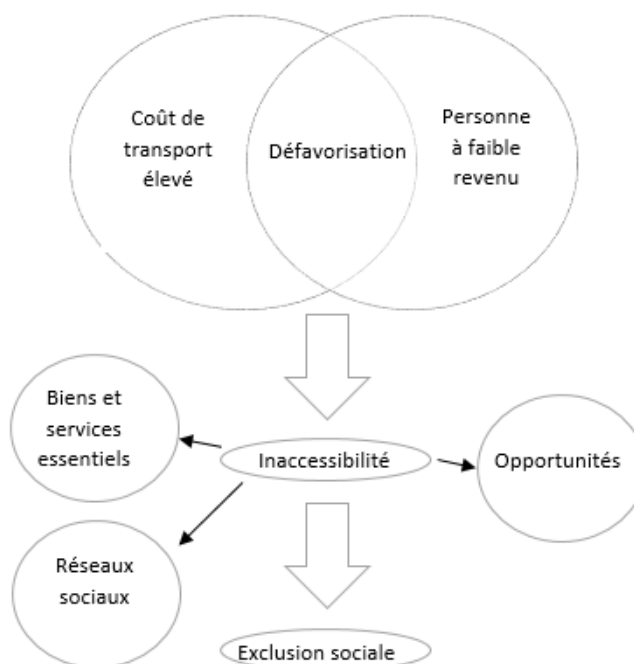 Coût de
transport
élevé
Défavorisation
Personne
à faible
revenu
Biens et
services
essentiels
Inaccessibilité
Opportunités
Réseaux
sociaux
Exclusion sociale